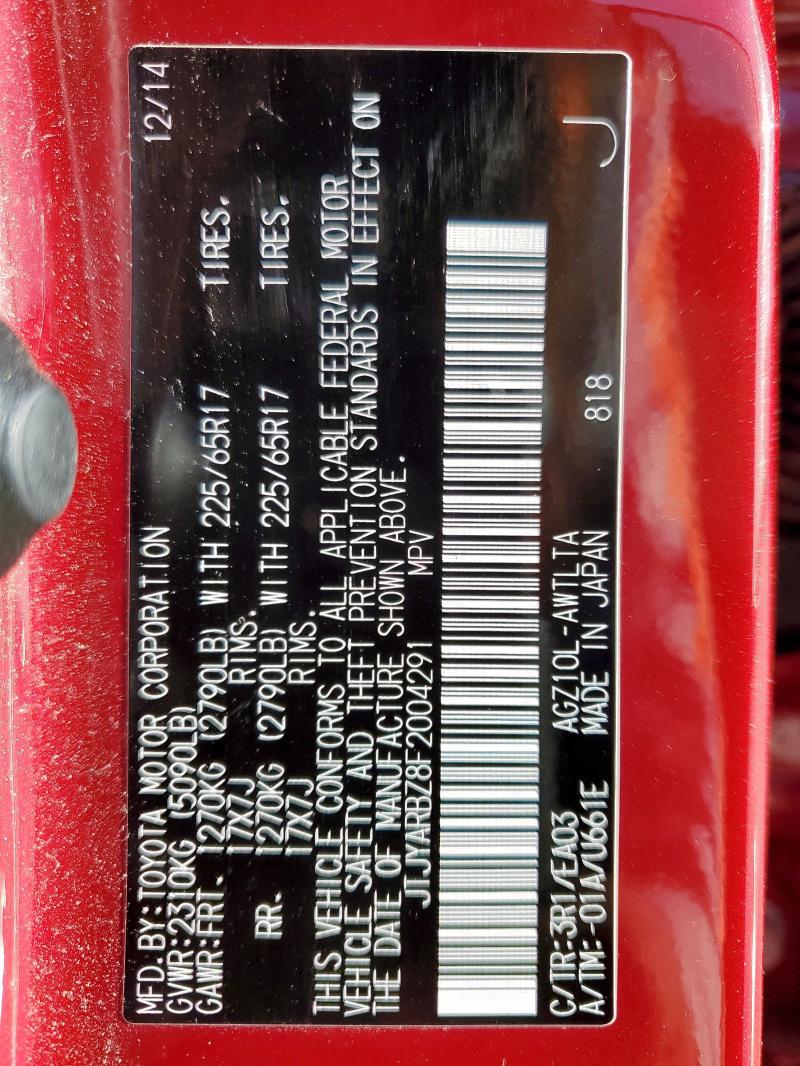 MFD.BY:TOYOTA MOTOR CORPORATION 12/14
GVWR:2310KG (5090LB)
GAWR:FRT. 1270KG (2790LB) WITH 225/65R17 TIRES.
17X7J RIMS.
RR. 1270KG (2790LB) WITH 225/65R17 TIRES.
17X7J RIMS.
THIS VEHICLE CONFORMS TO ALL APPLICABLE FEDERAL MOTOR
VEHICLE SAFETY AND THEFT PREVENTION STANDARDS IN EFFECT ON
THE DATE OF MANUFACTURE SHOWN ABOVE.
JTJYARBZ8F2004291 MPV
C/TR:3R1/EA03 AGZ10L-AWTLTA
A/TM:-01A/U661E MADE IN JAPAN 818 J